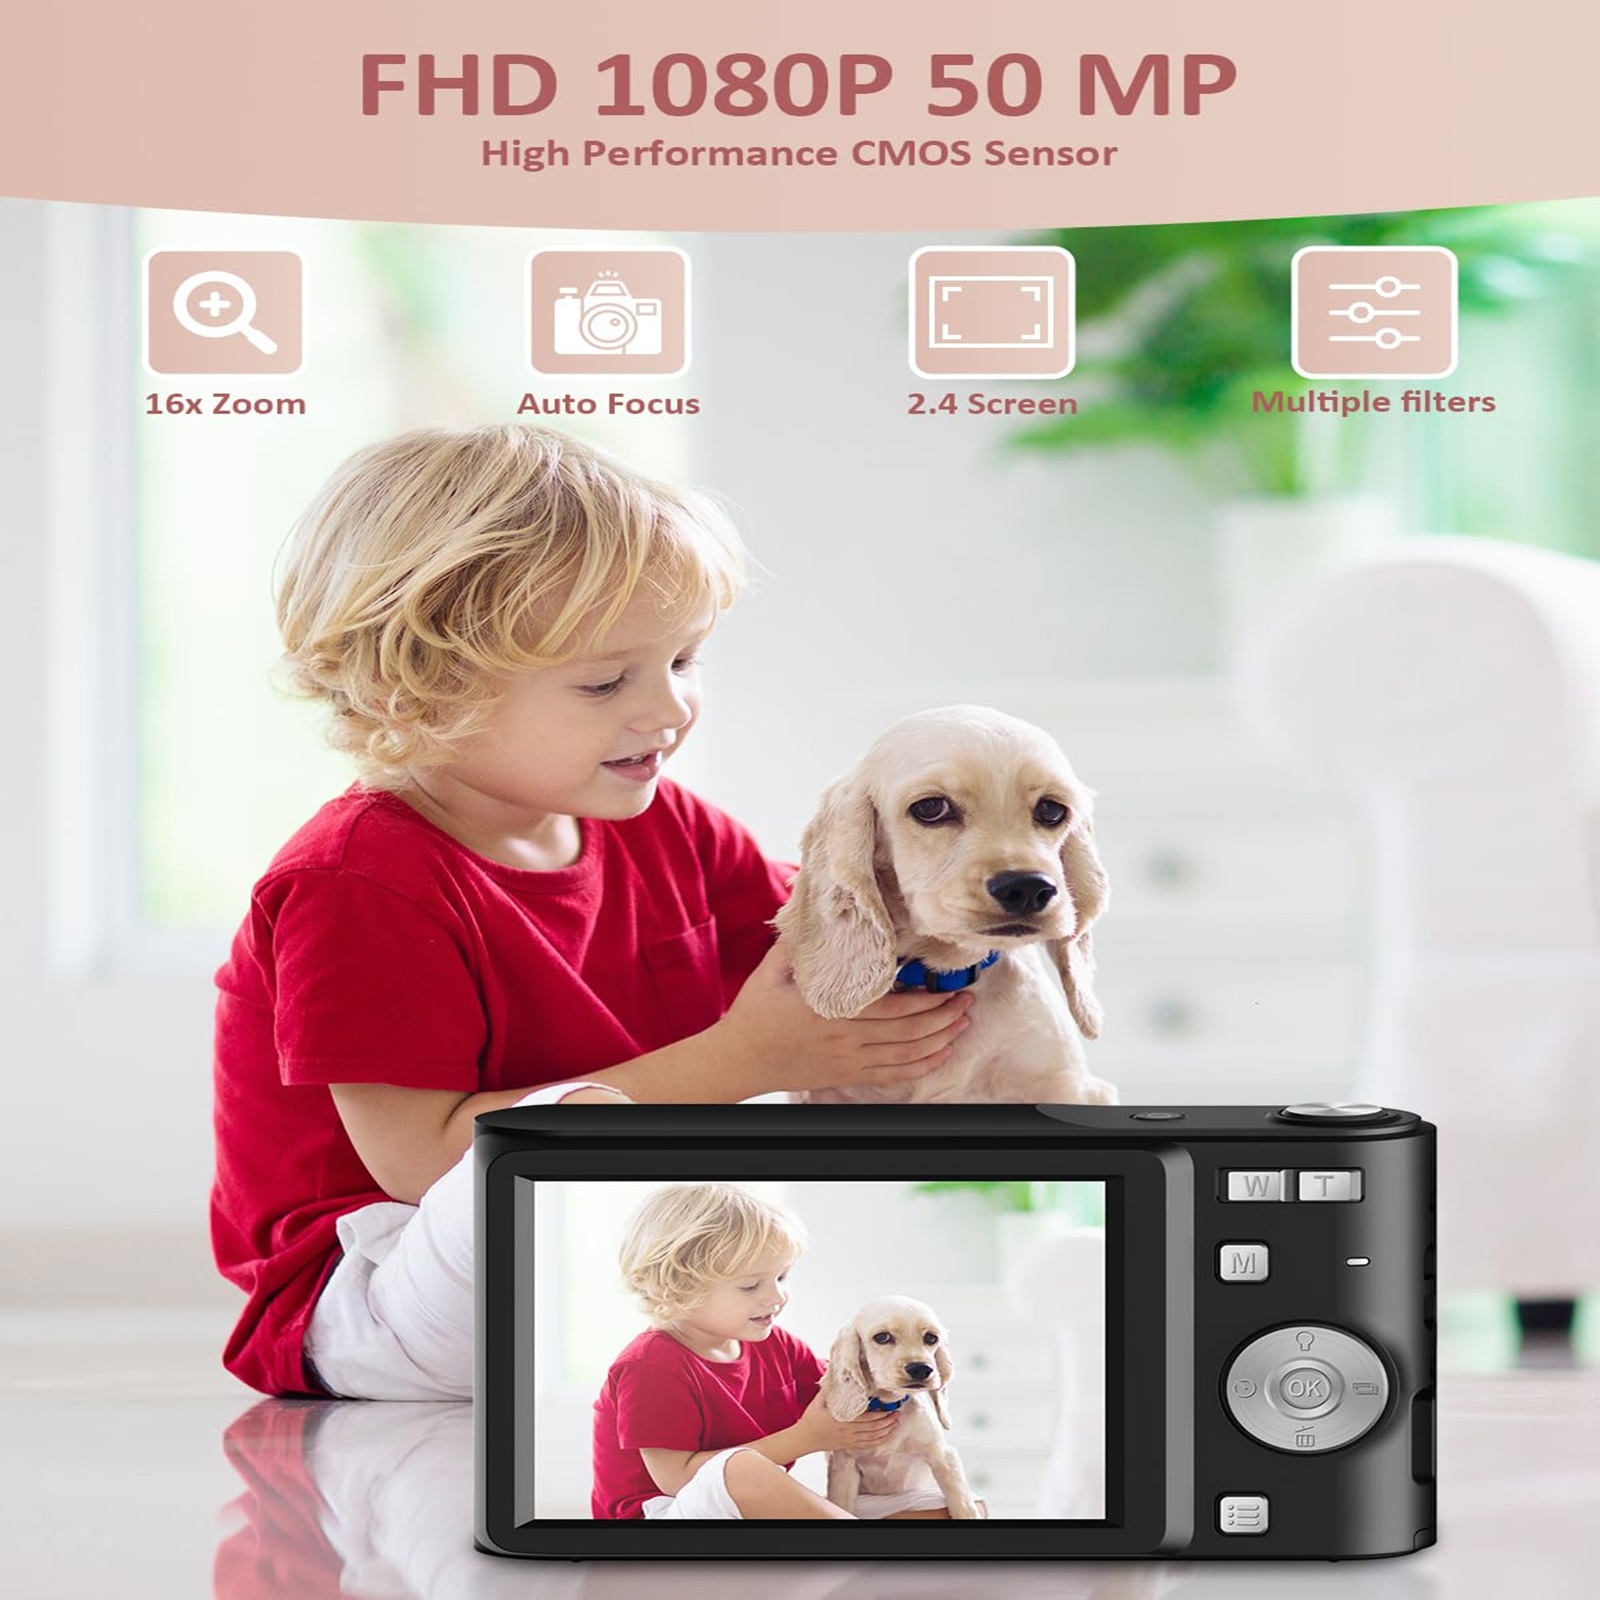 FHD 1080P 50 MP
High Performance CMOS Sensor
16x Zoom
Auto Focus
2.4 Screen
Multiple filters
W T
M
OK